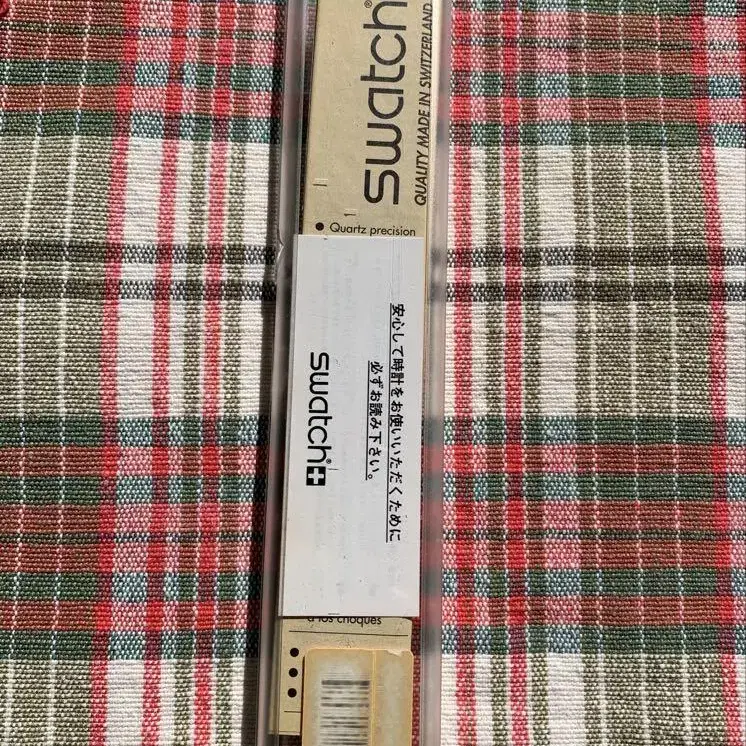 swatch®
QUALITY MADE IN SWITZERLAND
● Quartz precision
安心して時計をお使いいただくために
必ずお読み下さい。
swatch®
a los choques